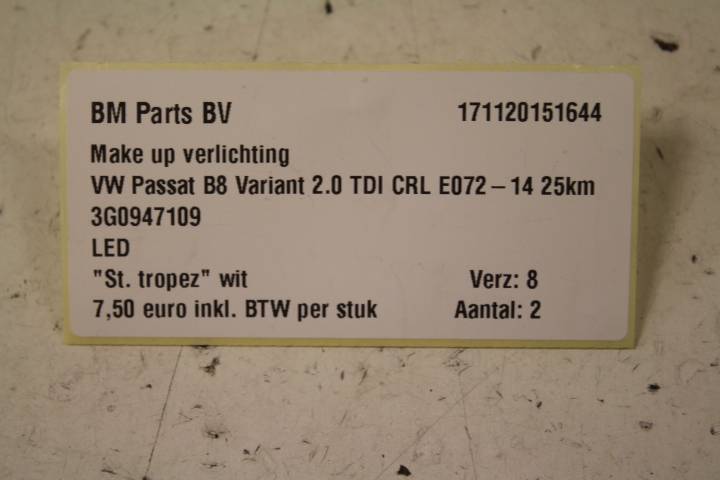 BM Parts BV 171120151644
Make up verlichting
VW Passat B8 Variant 2.0 TDI CRL E072 – 14 25km
3G0947109
LED
"St. tropez" wit Verz: 8
7,50 euro inkl. BTW per stuk Aantal: 2